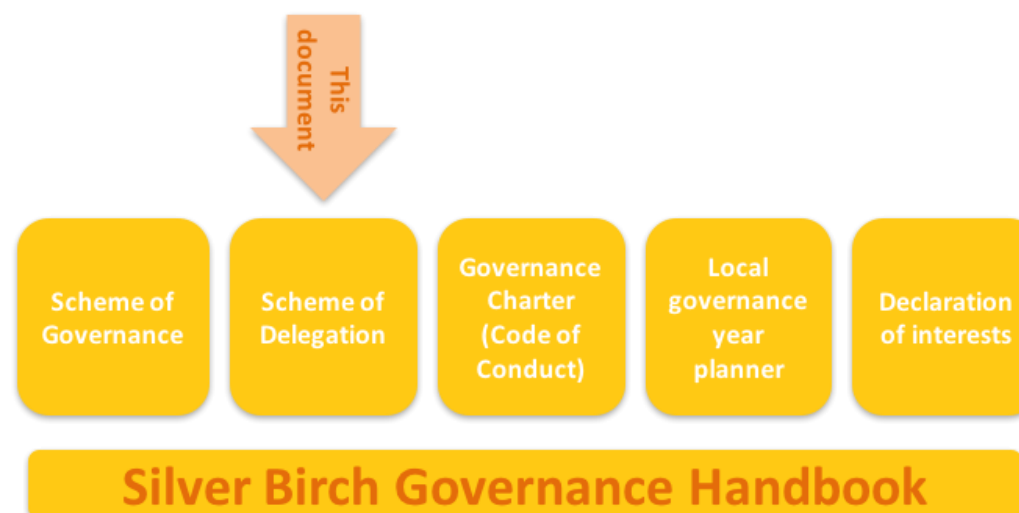 This
document
Scheme of
Governance
Scheme of
Delegation
Governance
Charter
(Code of
Conduct)
Local
governance
year
planner
Declaration
of interests
Silver Birch Governance Handbook